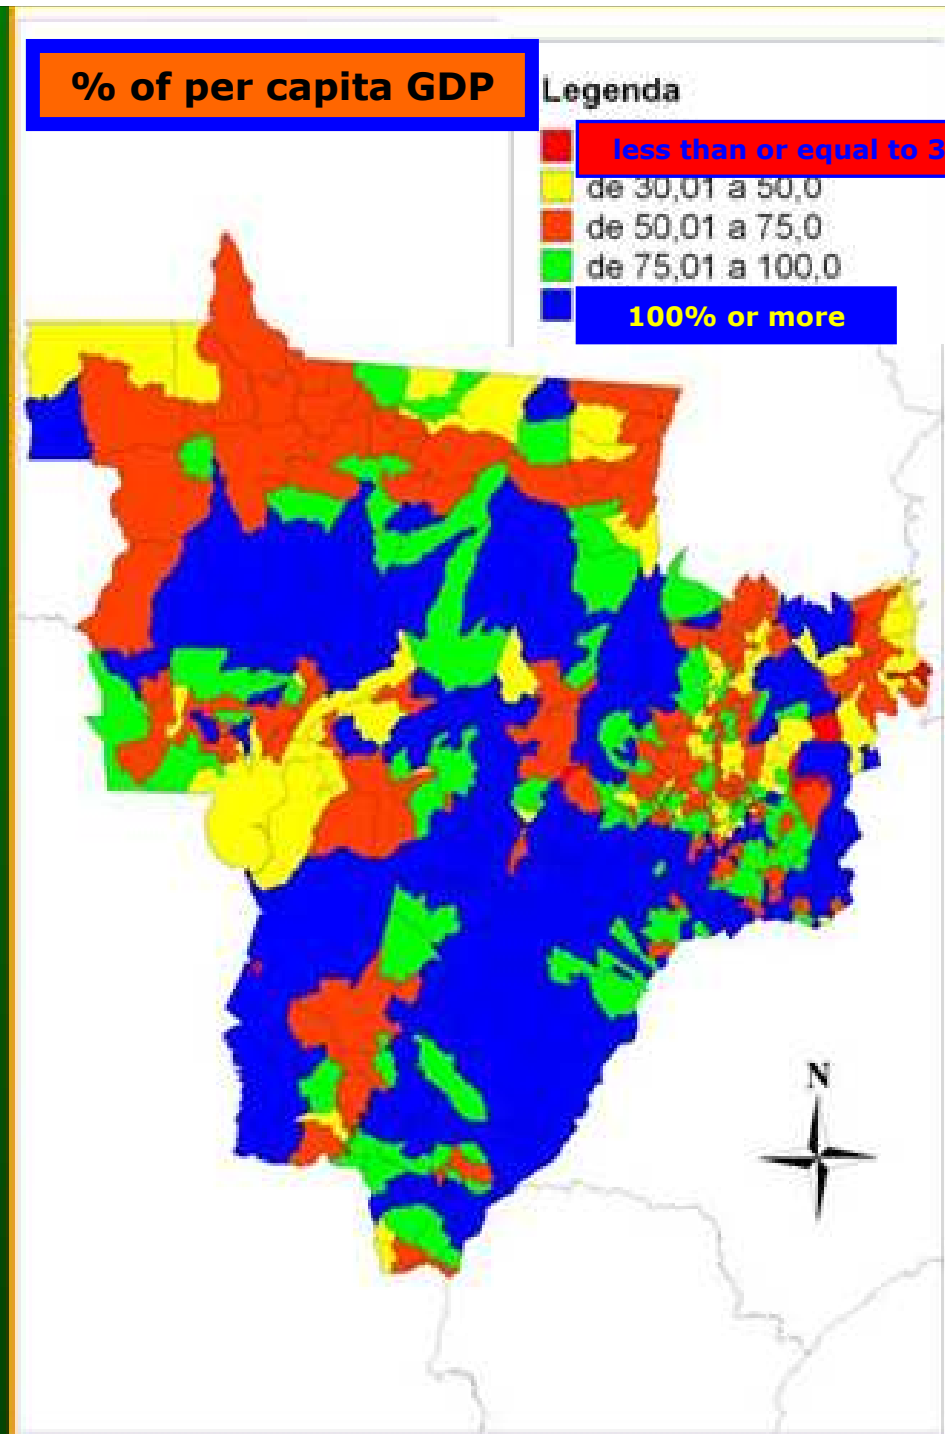 % of per capita GDP
Legenda
less than or equal to 3
de 30,01 a 50,0
de 50,01 a 75,0
de 75,01 a 100,0
100% or more
N